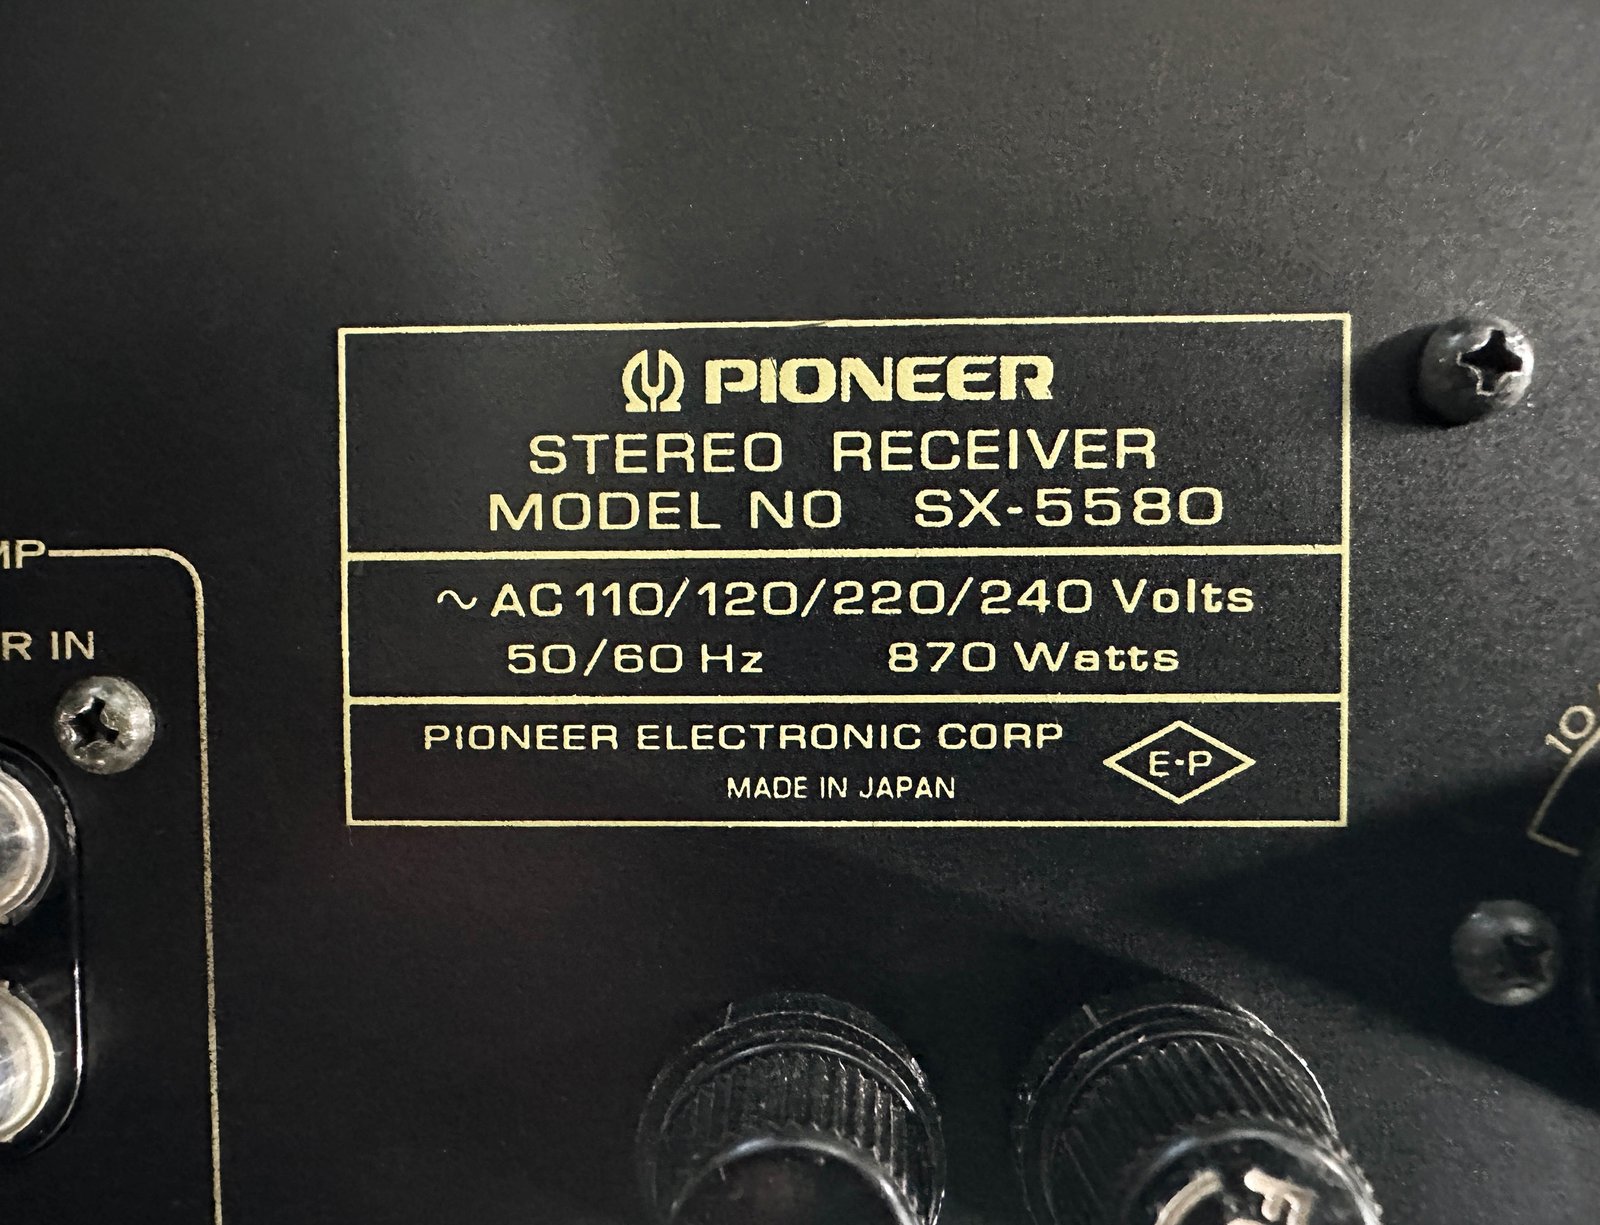 PIONEER
STEREO RECEIVER
MODEL NO SX-5580
~ AC 110/120/220/240 Volts
50/60 Hz 870 Watts
PIONEER ELECTRONIC CORP
MADE IN JAPAN
E-P
R IN
10